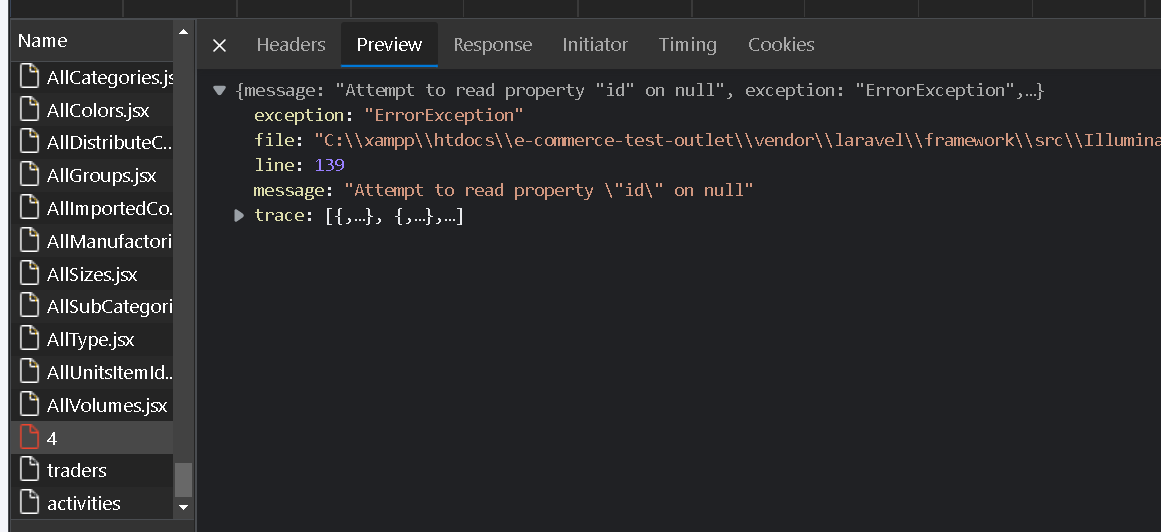 Name
AllCategories.js
AllColors.jsx
AllDistributeC...
AllGroups.jsx
AllImportedCo...
AllManufactori
AllSizes.jsx
AllSubCategori
AllType.jsx
AllUnitsItemId...
AllVolumes.jsx
4
traders
activities
Headers Preview Response Initiator Timing Cookies
{message: "Attempt to read property "id" on null", exception: "ErrorException",…}
exception: "ErrorException"
file: "C:\\xampp\\htdocs\\e-commerce-test-outlet\\vendor\\laravel\\framework\\src\\Illumina
line: 139
message: "Attempt to read property \"id\" on null"
trace: [{,…}, {,…},…]